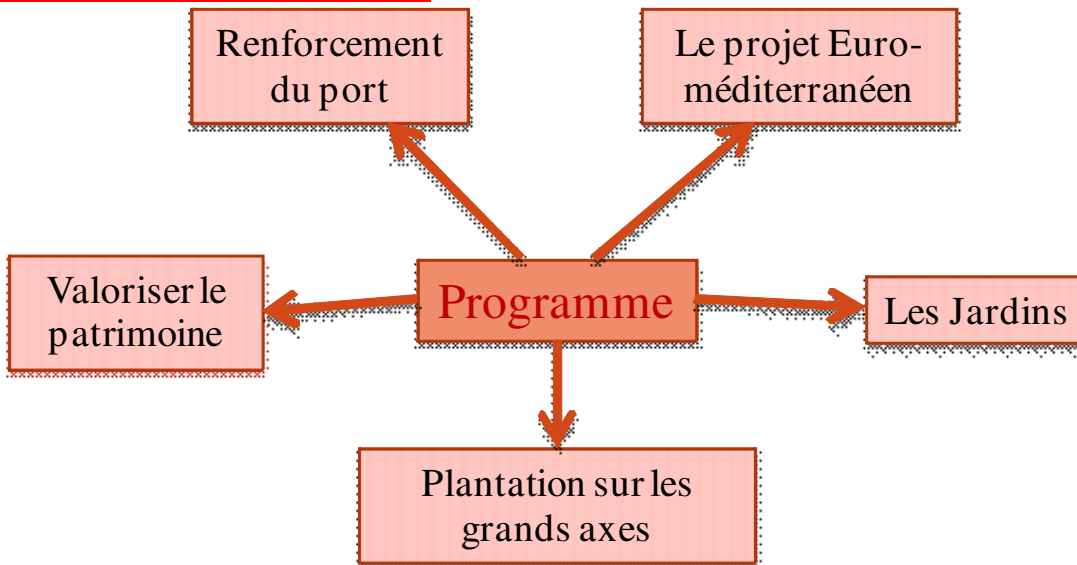 Renforcement
du port
Le projet Euro-
méditerranéen
Valoriser le
patrimoine
Programme
Les Jardins
Plantation sur les
grands axes